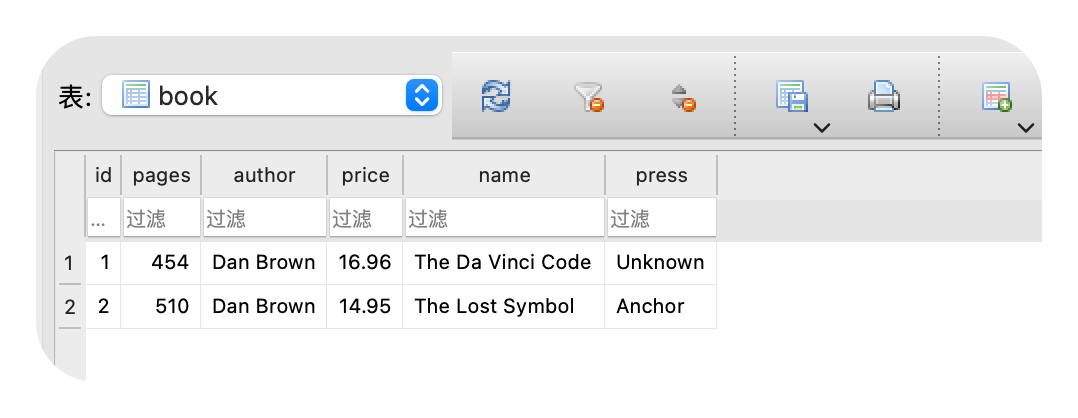 表: book
id pages author price name press
... 过滤 过滤 过滤 过滤 过滤
1 1 454 Dan Brown 16.96 The Da Vinci Code Unknown
2 2 510 Dan Brown 14.95 The Lost Symbol Anchor